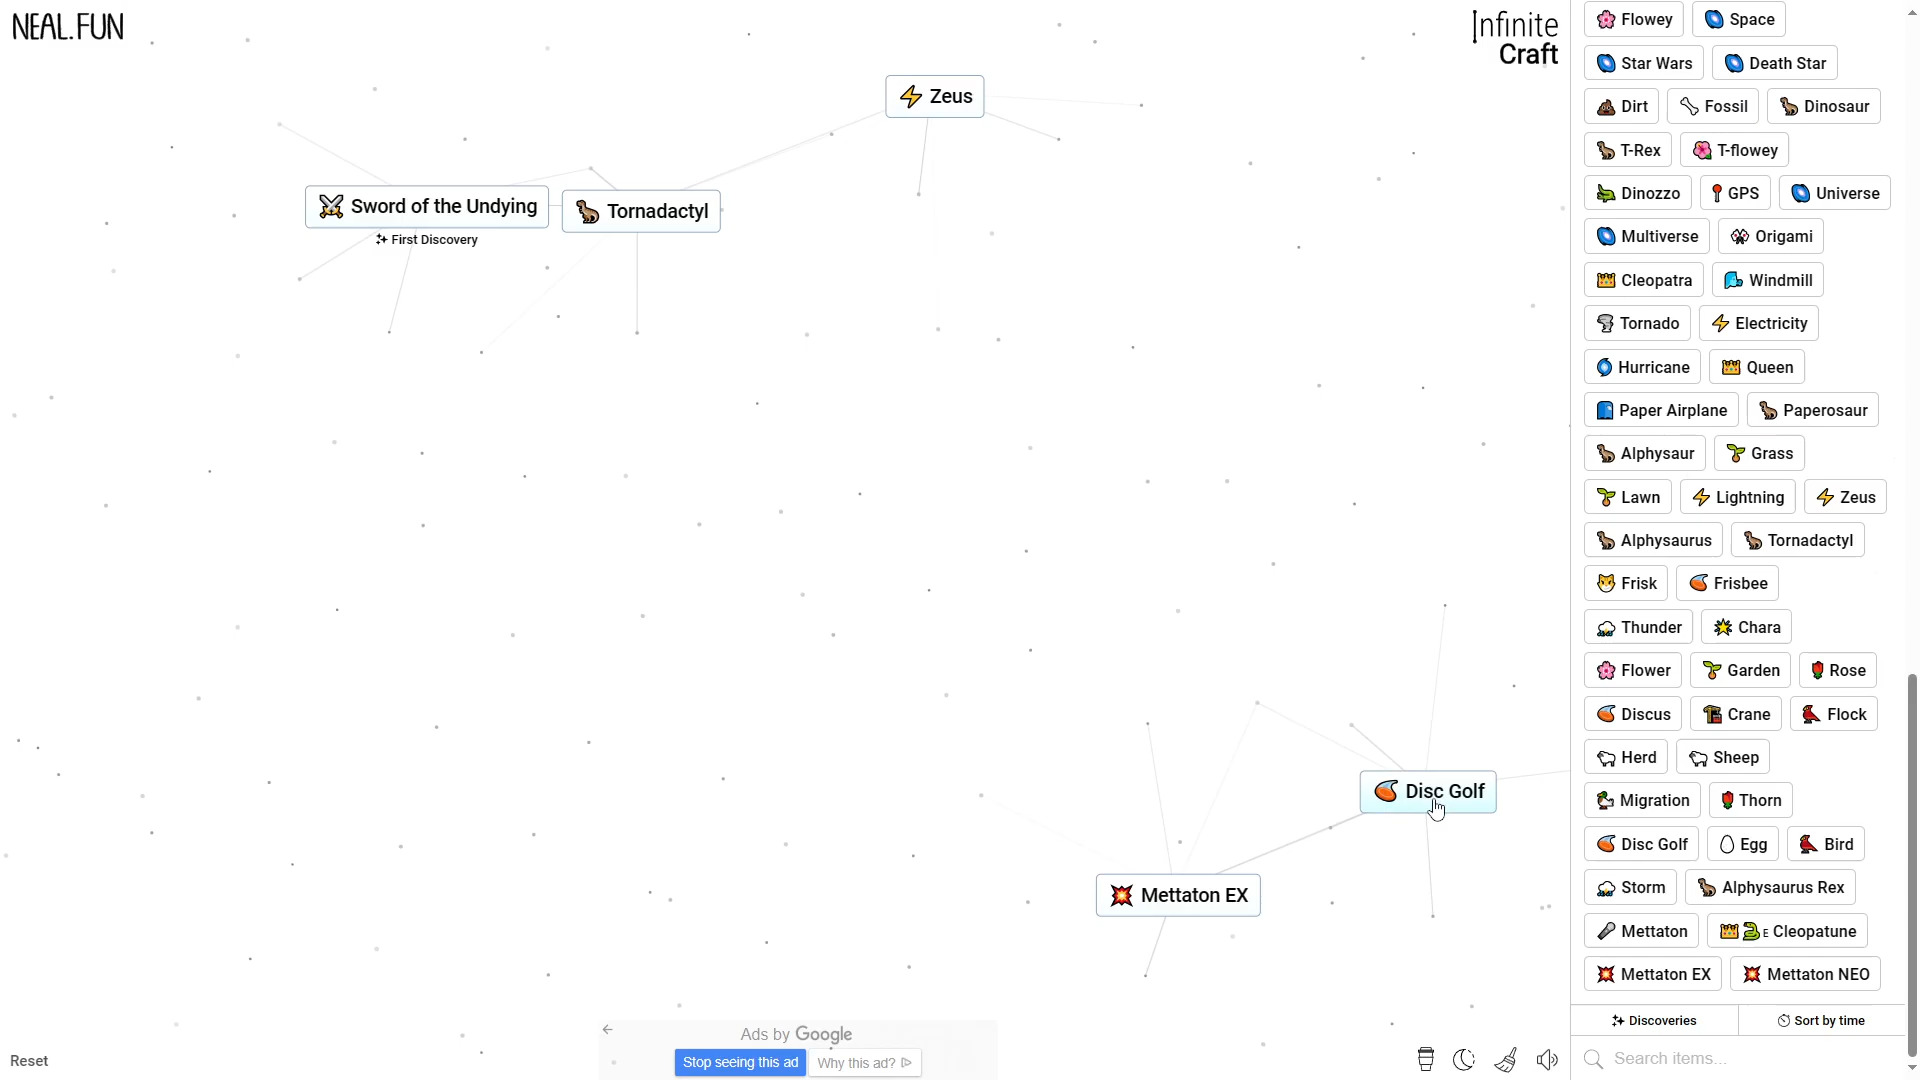 NEAL.FUN
Infinite
Craft
Zeus
Sword of the Undying
First Discovery
Tornadactyl
Disc Golf
Mettaton EX
Flowey Space
Star Wars Death Star
Dirt Fossil Dinosaur
T-Rex T-flowey
Dinozzo GPS Universe
Multiverse Origami
Cleopatra Windmill
Tornado Electricity
Hurricane Queen
Paper Airplane Paperosaur
Alphysaur Grass
Lawn Lightning Zeus
Alphysaurus Tornadactyl
Frisk Frisbee
Thunder Chara
Flower Garden Rose
Discus Crane Flock
Herd Sheep
Migration Thorn
Disc Golf Egg Bird
Storm Alphysaurus Rex
Mettaton E Cleopatune
Mettaton EX Mettaton NEO
Discoveries Sort by time
Search items...
Ads by Google
Stop seeing this ad Why this ad?
Reset